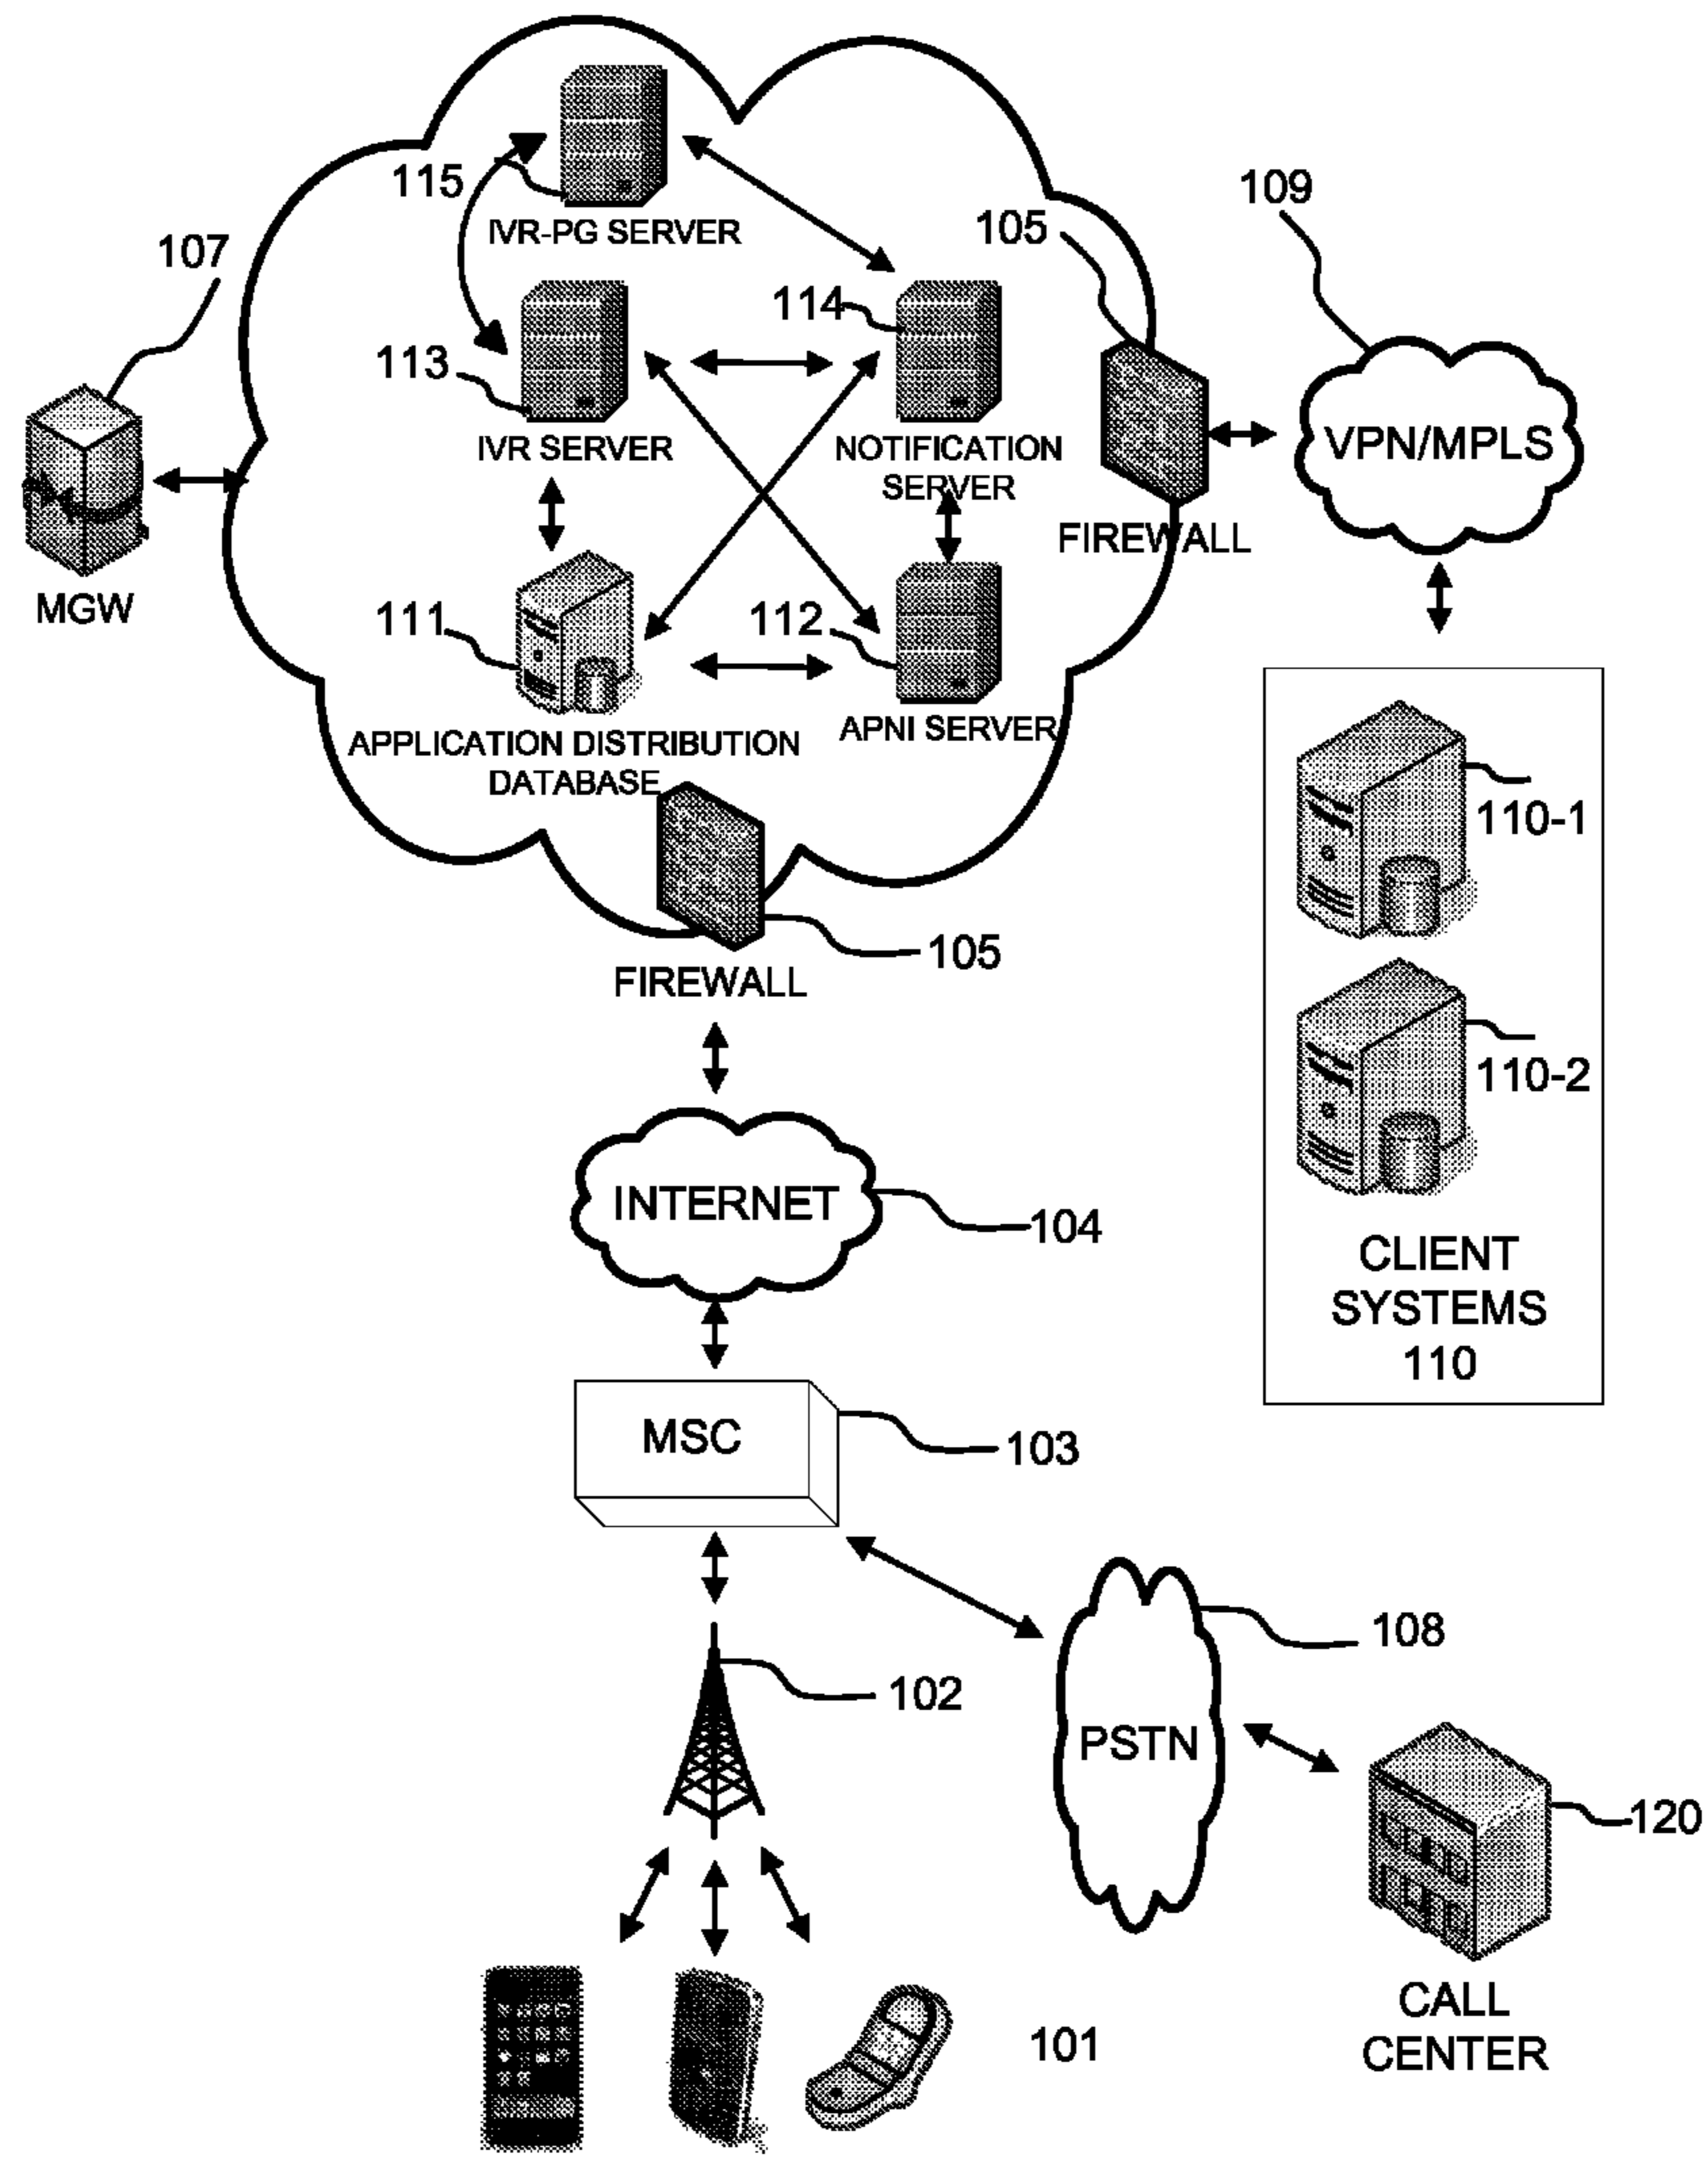 115
IVR-PG SERVER
105
109
107
114
113
IVR SERVER
NOTIFICATION
SERVER
VPN/MPLS
FIREWALL
MGW
111
112
APPLICATION DISTRIBUTION
DATABASE
APNI SERVER
110-1
105
FIREWALL
110-2
INTERNET
104
CLIENT
SYSTEMS
110
MSC
103
108
102
PSTN
120
CALL
CENTER
101